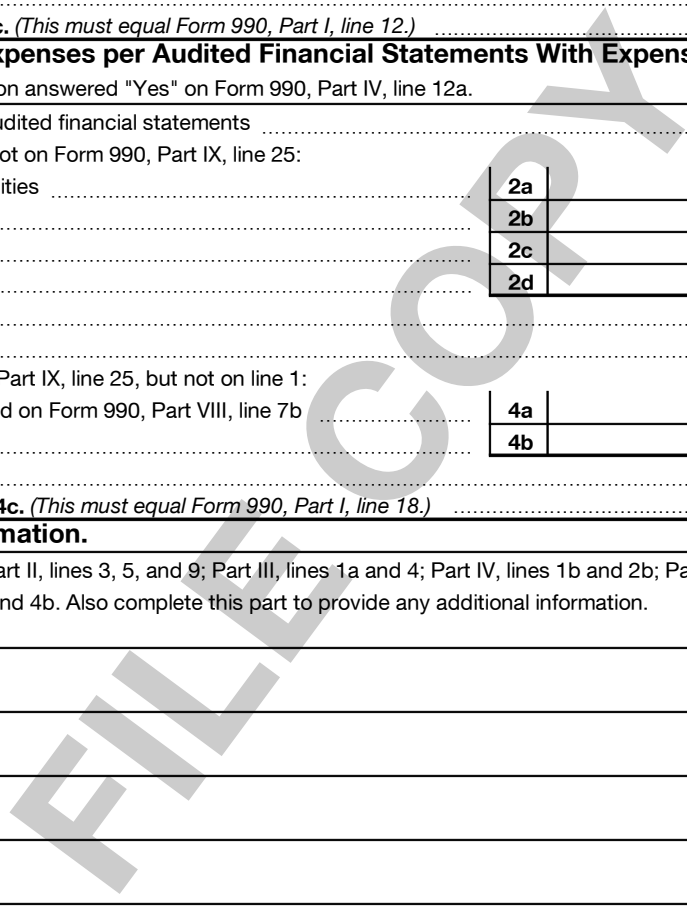 c. (This must equal Form 990, Part I, line 12.)
xpenses per Audited Financial Statements With Expens
on answered "Yes" on Form 990, Part IV, line 12a.
udited financial statements
ot on Form 990, Part IX, line 25:
ities 2a
2b
2c
2d
Part IX, line 25, but not on line 1:
d on Form 990, Part VIII, line 7b 4a
4b
4c. (This must equal Form 990, Part I, line 18.)
mation.
art II, lines 3, 5, and 9; Part III, lines 1a and 4; Part IV, lines 1b and 2b; Pa
nd 4b. Also complete this part to provide any additional information.
FILE COPY